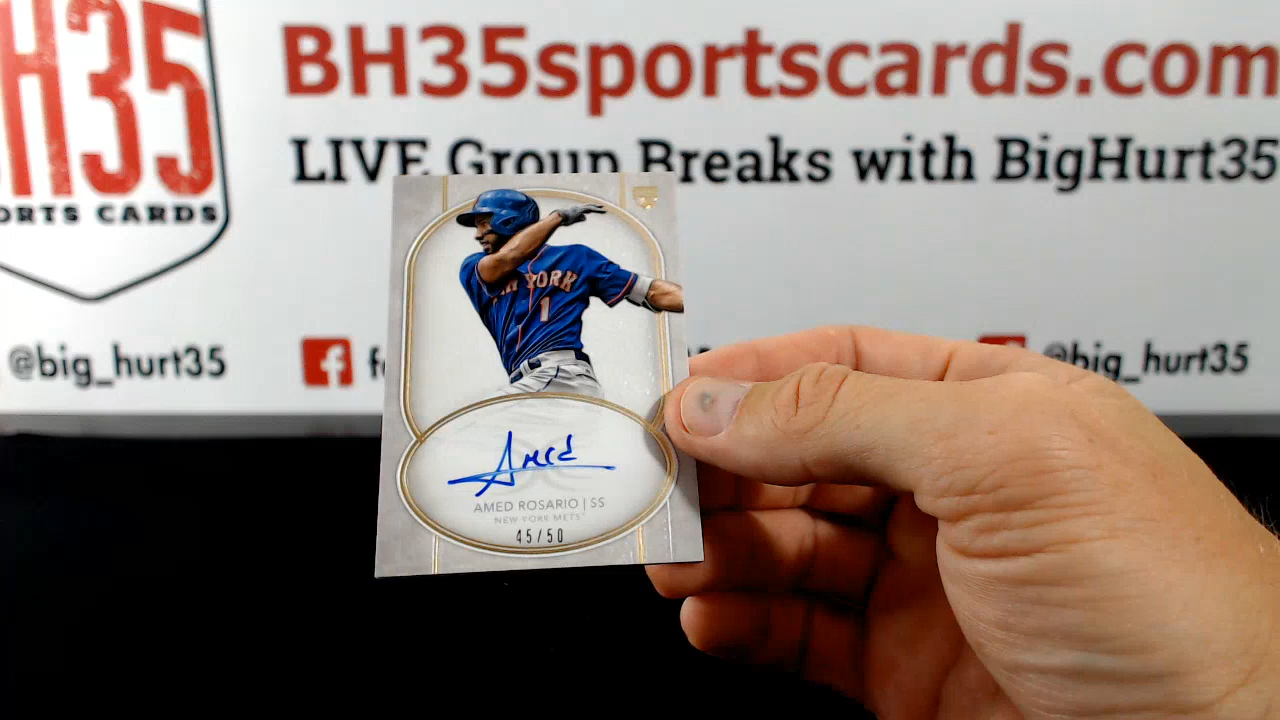 H35
ORTS CARDS
BH35sportscards.com
LIVE Group Breaks with BigHurt35
@big_hurt35
f
@big_hurt35
YORK
1
Amed
AMED ROSARIO | SS
NEW YORK METS
45/50